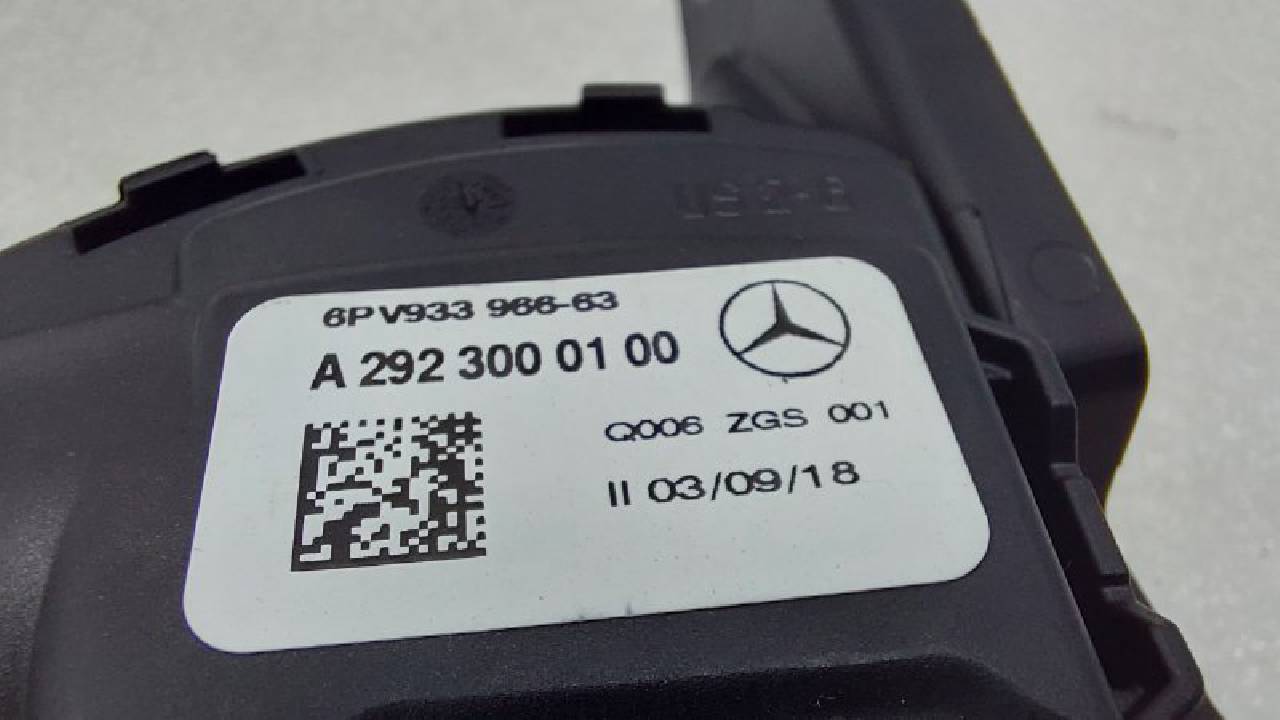 6PV933 966-63
A 292 300 01 00
Q006 ZGS 001
II 03/09/18